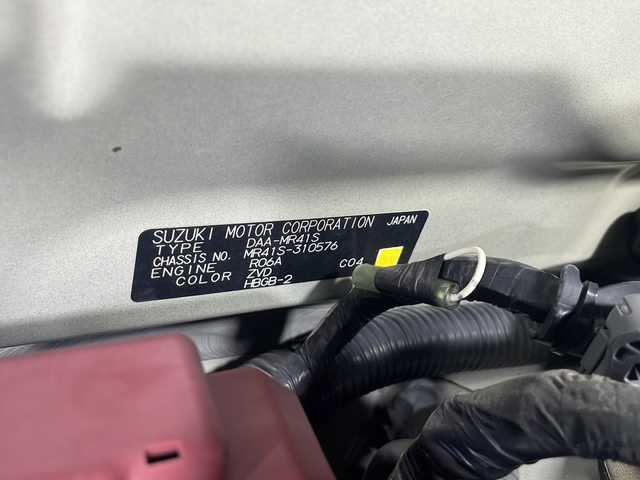 SUZUKI MOTOR CORPORATION JAPAN
TYPE DAA-MR41S
CHASSIS NO. MR41S-310576
ENGINE R06A C04
COLOR ZVD
HBGB-2